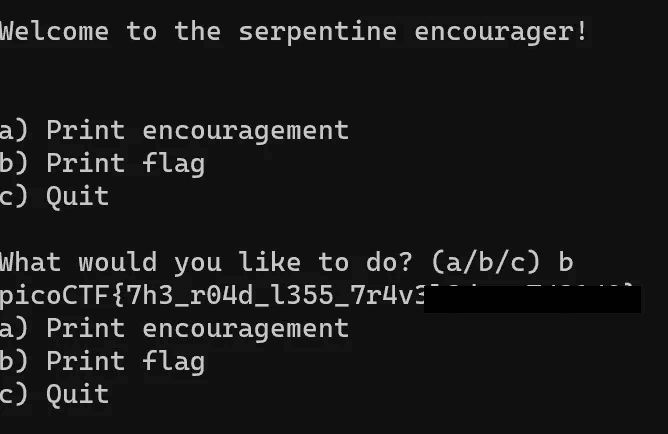 Welcome to the serpentine encourager!
a) Print encouragement
b) Print flag
c) Quit
What would you like to do? (a/b/c) b
picoCTF{7h3_r04d_l355_7r4v3
a) Print encouragement
b) Print flag
c) Quit